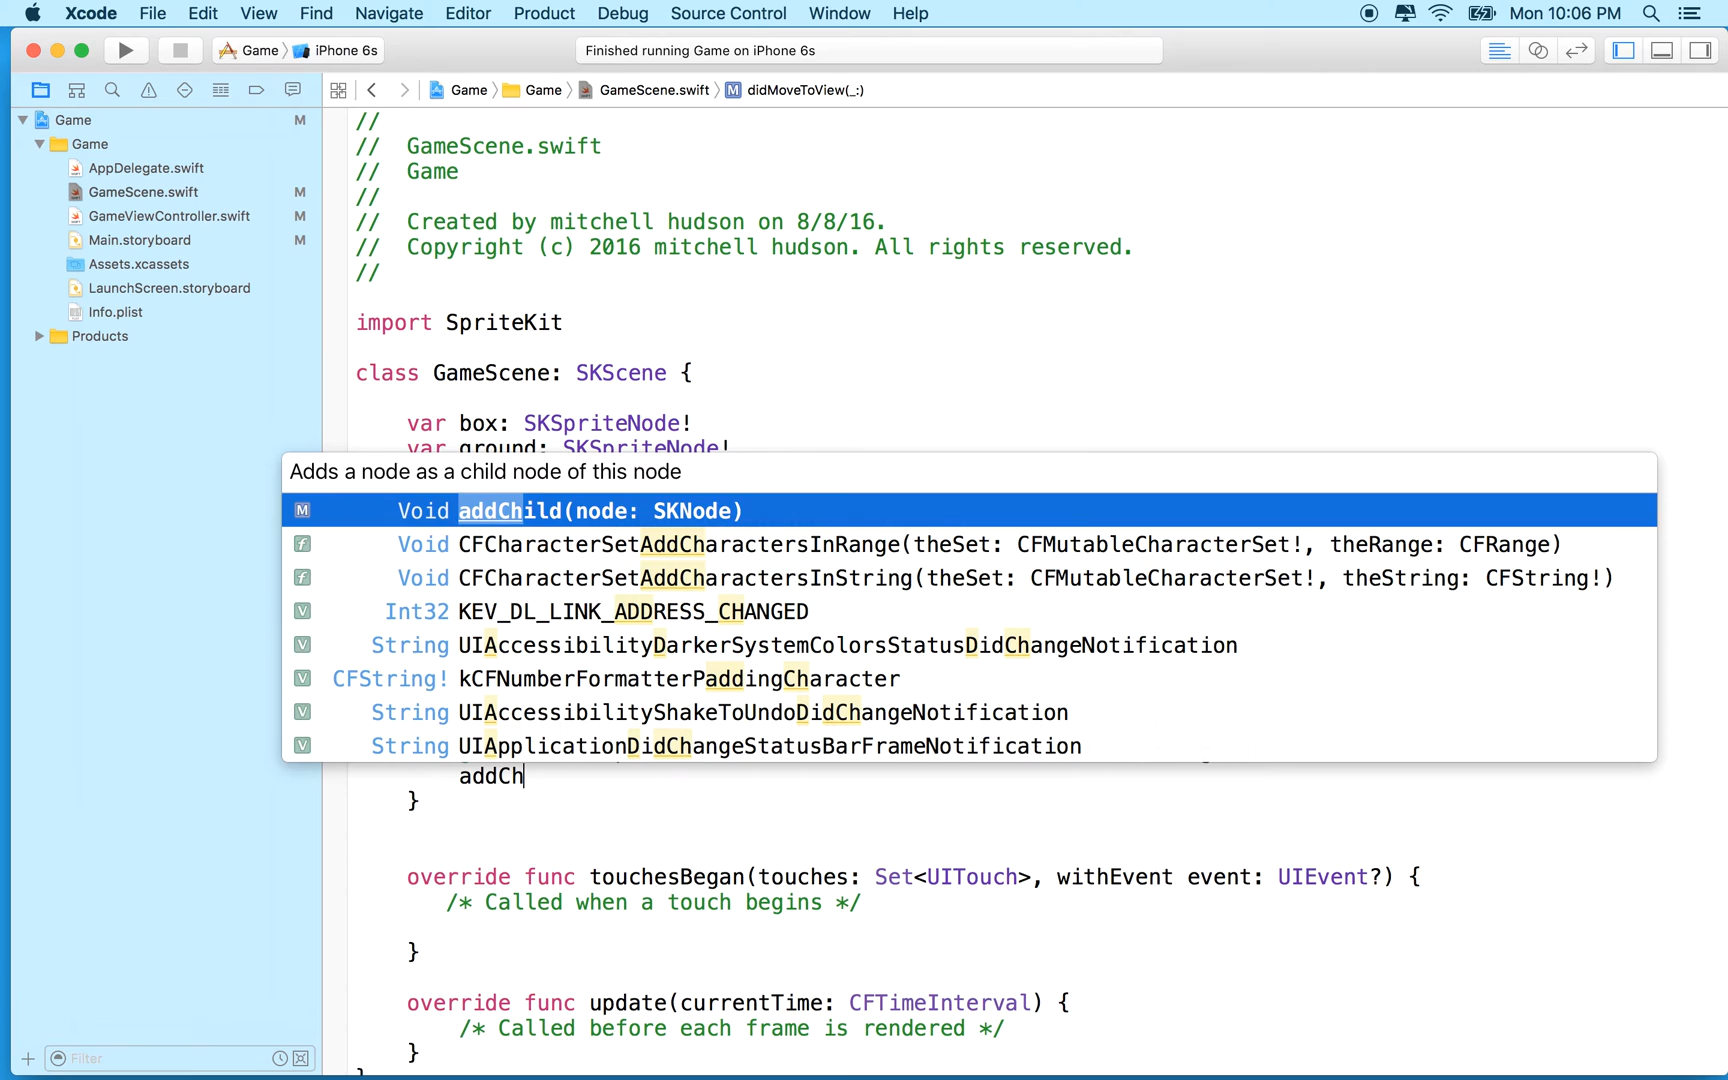 Xcode File Edit View Find Navigate Editor Product Debug Source Control Window Help Mon 10:06 PM
Game iPhone 6s Finished running Game on iPhone 6s
Game Game GameScene.swift M didMoveToView(_:)
Game M
Game
AppDelegate.swift
GameScene.swift M
GameViewController.swift M
Main.storyboard M
Assets.xcassets
LaunchScreen.storyboard
Info.plist
Products
Filter
//
// GameScene.swift
// Game
//
// Created by mitchell hudson on 8/8/16.
// Copyright (c) 2016 mitchell hudson. All rights reserved.
//
import SpriteKit
class GameScene: SKScene {
var box: SKSpriteNode!
var ground: SKSpriteNode!
Adds a node as a child node of this node
M Void addChild(node: SKNode)
f Void CFCharacterSetAddCharactersInRange(theSet: CFMutableCharacterSet!, theRange: CFRange)
f Void CFCharacterSetAddCharactersInString(theSet: CFMutableCharacterSet!, theString: CFString!)
V Int32 KEV_DL_LINK_ADDRESS_CHANGED
V String UIAccessibilityDarkerSystemColorsStatusDidChangeNotification
V CFString! kCFNumberFormatterPaddingCharacter
V String UIAccessibilityShakeToUndoDidChangeNotification
V String UIApplicationDidChangeStatusBarFrameNotification
addCh
}
override func touchesBegan(touches: Set<UITouch>, withEvent event: UIEvent?) {
/* Called when a touch begins */
}
override func update(currentTime: CFTimeInterval) {
/* Called before each frame is rendered */
}
}